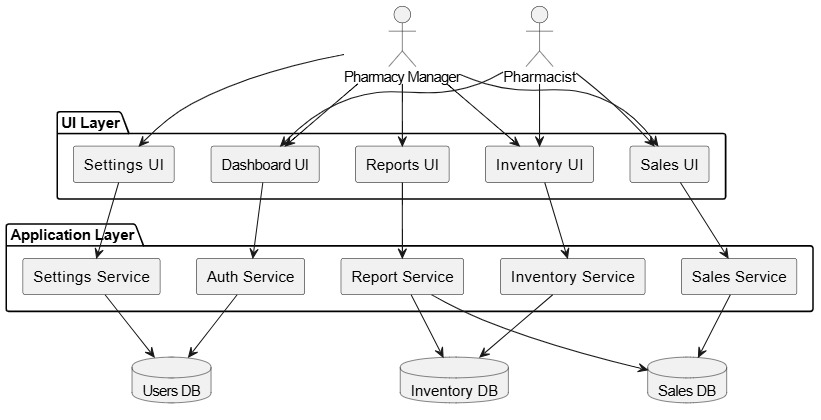 Pharmacy Manager
Pharmacist
UI Layer
Settings UI
Dashboard UI
Reports UI
Inventory UI
Sales UI
Application Layer
Settings Service
Auth Service
Report Service
Inventory Service
Sales Service
Users DB
Inventory DB
Sales DB